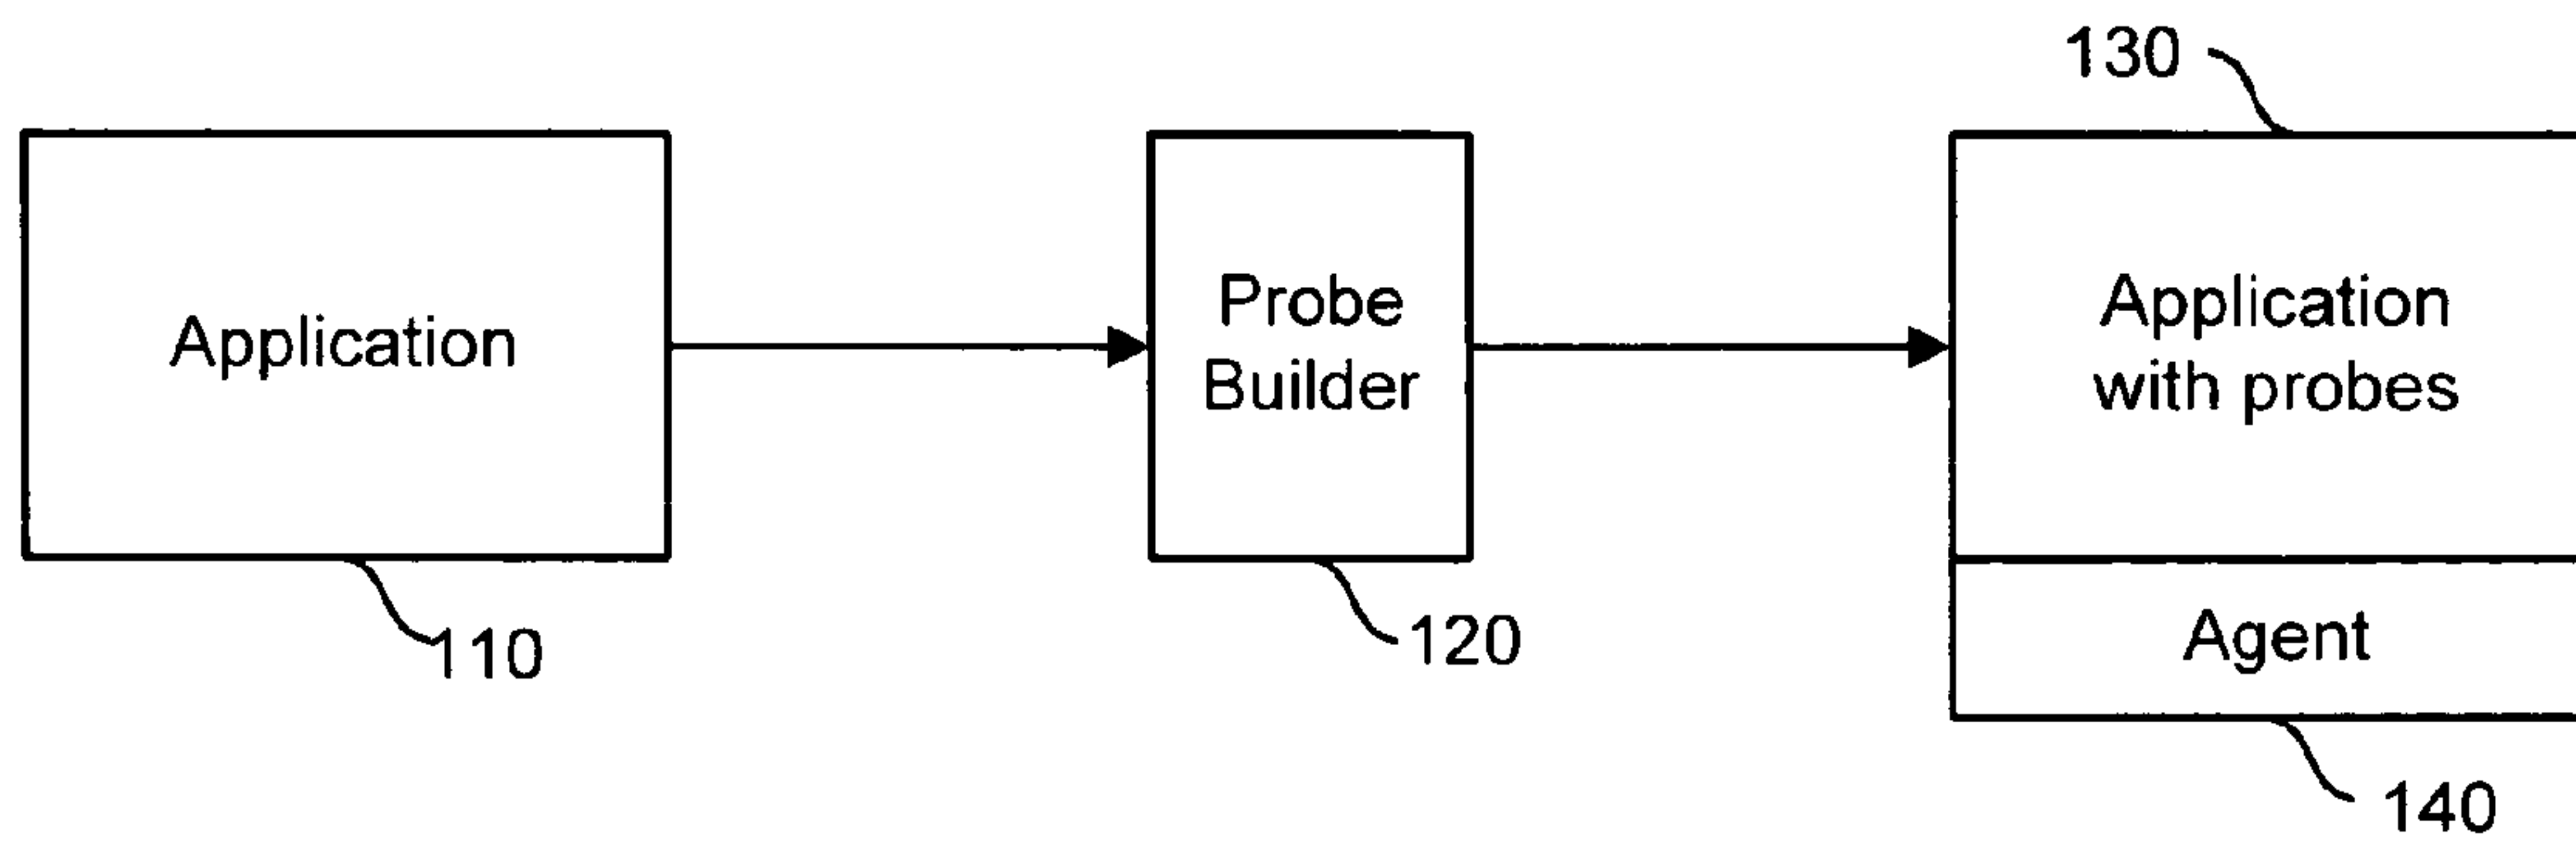 130
Application
Probe
Builder
Application
with probes
110
120
Agent
140